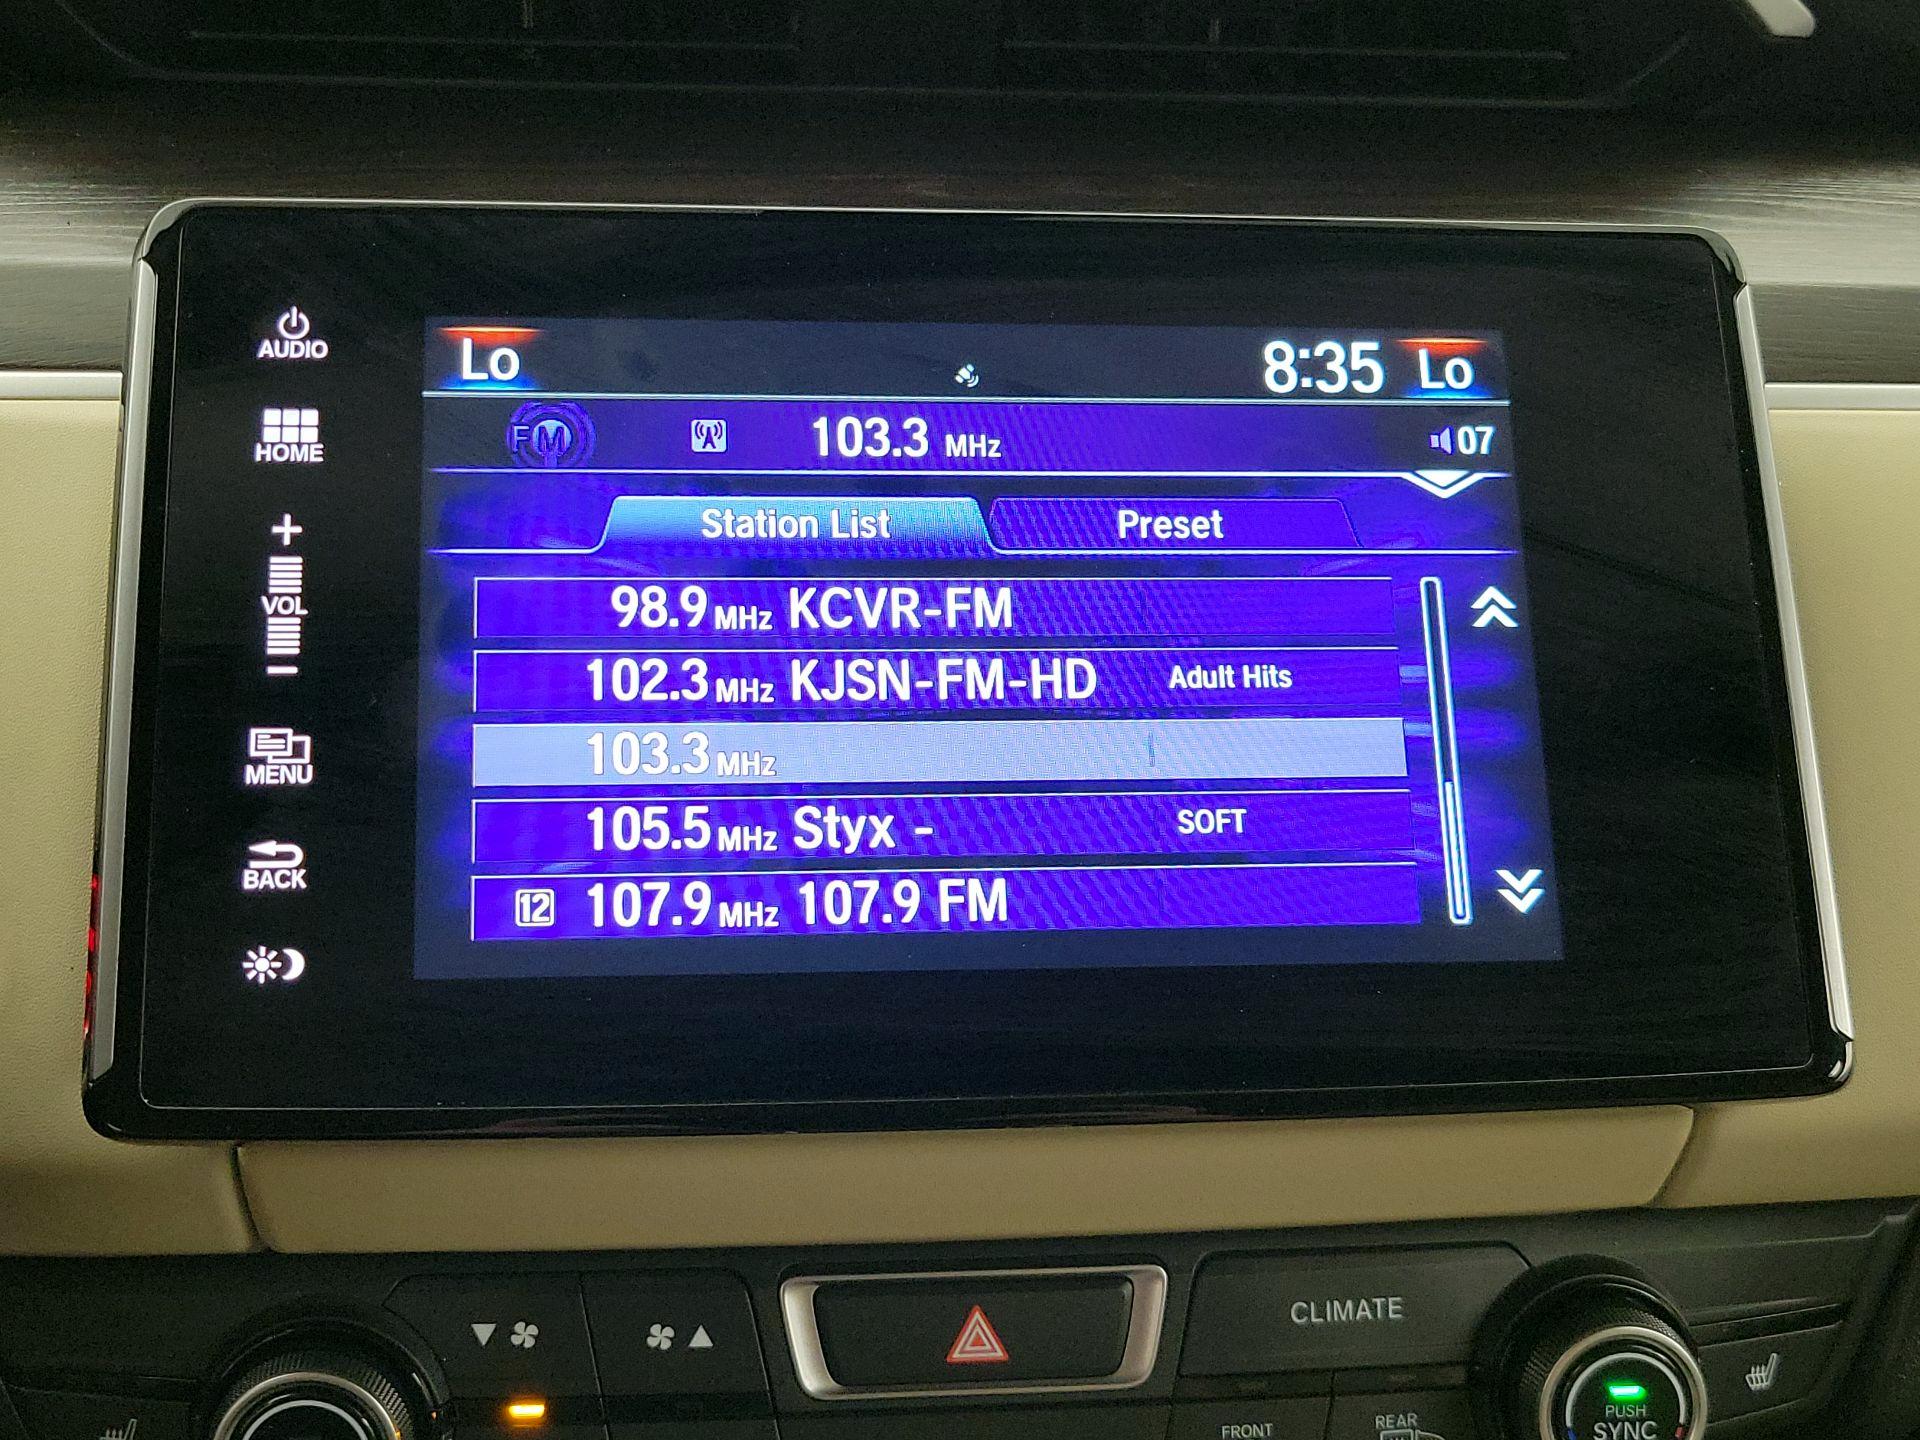 AUDIO
HOME
+
VOL
-
MENU
BACK
Lo 8:35 Lo
FM 103.3 MHz 07
Station List Preset
98.9 MHz KCVR-FM
102.3 MHz KJSN-FM-HD Adult Hits
103.3 MHz
105.5 MHz Styx - SOFT
12 107.9 MHz 107.9 FM
CLIMATE
FRONT
REAR
PUSH
SYNC